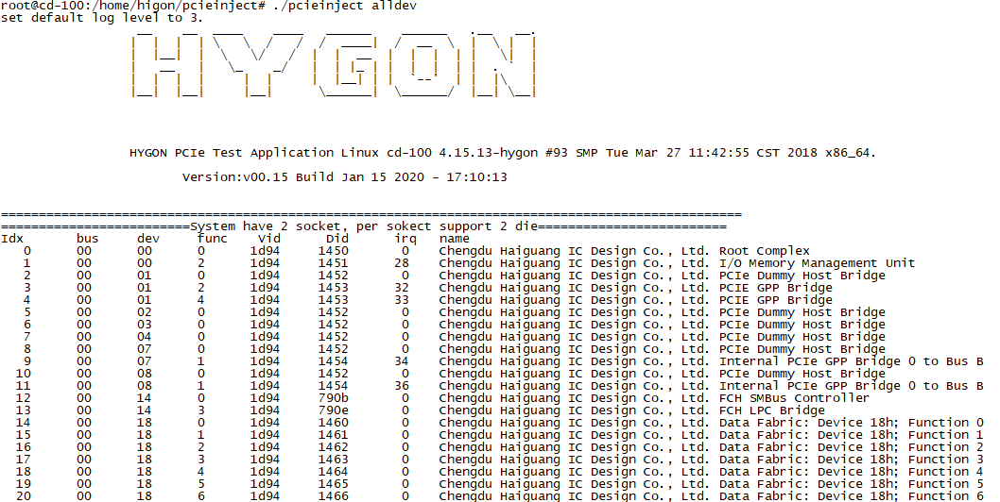 root@cd-100:/home/higon/pcieinject# ./pcieinject alldev
set default log level to 3.
HYGON
HYGON PCIe Test Application Linux cd-100 4.15.13-hygon #93 SMP Tue Mar 27 11:42:55 CST 2018 x86_64.
Version:v00.15 Build Jan 15 2020 - 17:10:13
==================================================================================================
=========================System have 2 socket, per sokect support 2 die=========================
Idx bus dev func Vid Did irq name
0 00 00 0 1d94 1450 0 Chengdu Haiguang IC Design Co., Ltd. Root Complex
1 00 00 2 1d94 1451 28 Chengdu Haiguang IC Design Co., Ltd. I/O Memory Management Unit
2 00 01 0 1d94 1452 0 Chengdu Haiguang IC Design Co., Ltd. PCIe Dummy Host Bridge
3 00 01 2 1d94 1453 32 Chengdu Haiguang IC Design Co., Ltd. PCIE GPP Bridge
4 00 01 4 1d94 1453 33 Chengdu Haiguang IC Design Co., Ltd. PCIE GPP Bridge
5 00 02 0 1d94 1452 0 Chengdu Haiguang IC Design Co., Ltd. PCIe Dummy Host Bridge
6 00 03 0 1d94 1452 0 Chengdu Haiguang IC Design Co., Ltd. PCIe Dummy Host Bridge
7 00 04 0 1d94 1452 0 Chengdu Haiguang IC Design Co., Ltd. PCIe Dummy Host Bridge
8 00 07 0 1d94 1452 0 Chengdu Haiguang IC Design Co., Ltd. PCIe Dummy Host Bridge
9 00 07 1 1d94 1454 34 Chengdu Haiguang IC Design Co., Ltd. Internal PCIe GPP Bridge 0 to Bus B
10 00 08 0 1d94 1452 0 Chengdu Haiguang IC Design Co., Ltd. PCIe Dummy Host Bridge
11 00 08 1 1d94 1454 36 Chengdu Haiguang IC Design Co., Ltd. Internal PCIe GPP Bridge 0 to Bus B
12 00 14 0 1d94 790b 0 Chengdu Haiguang IC Design Co., Ltd. FCH SMBus Controller
13 00 14 3 1d94 790e 0 Chengdu Haiguang IC Design Co., Ltd. FCH LPC Bridge
14 00 18 0 1d94 1460 0 Chengdu Haiguang IC Design Co., Ltd. Data Fabric: Device 18h; Function 0
15 00 18 1 1d94 1461 0 Chengdu Haiguang IC Design Co., Ltd. Data Fabric: Device 18h; Function 1
16 00 18 2 1d94 1462 0 Chengdu Haiguang IC Design Co., Ltd. Data Fabric: Device 18h; Function 2
17 00 18 3 1d94 1463 0 Chengdu Haiguang IC Design Co., Ltd. Data Fabric: Device 18h; Function 3
18 00 18 4 1d94 1464 0 Chengdu Haiguang IC Design Co., Ltd. Data Fabric: Device 18h; Function 4
19 00 18 5 1d94 1465 0 Chengdu Haiguang IC Design Co., Ltd. Data Fabric: Device 18h; Function 5
20 00 18 6 1d94 1466 0 Chengdu Haiguang IC Design Co., Ltd. Data Fabric: Device 18h; Function 6